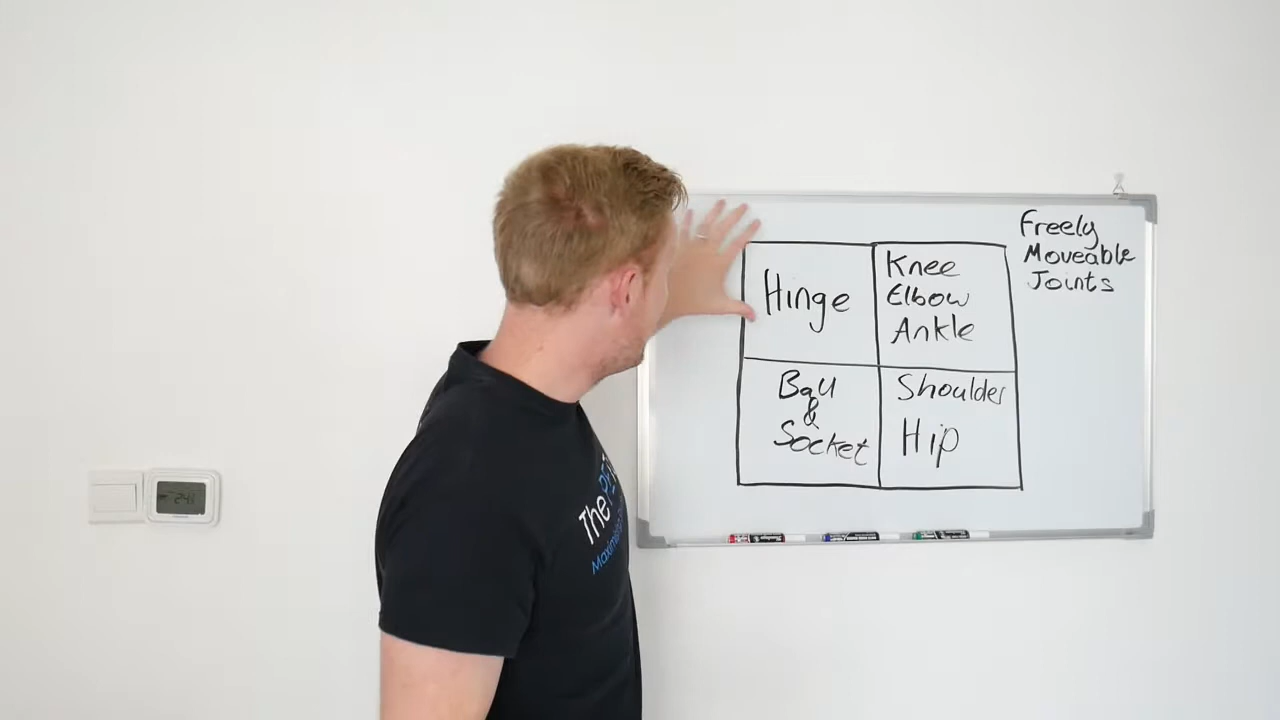 Freely
Moveable
Joints
Hinge
Knee
Elbow
Ankle
Ball
&
Socket
Shoulder
Hip
The